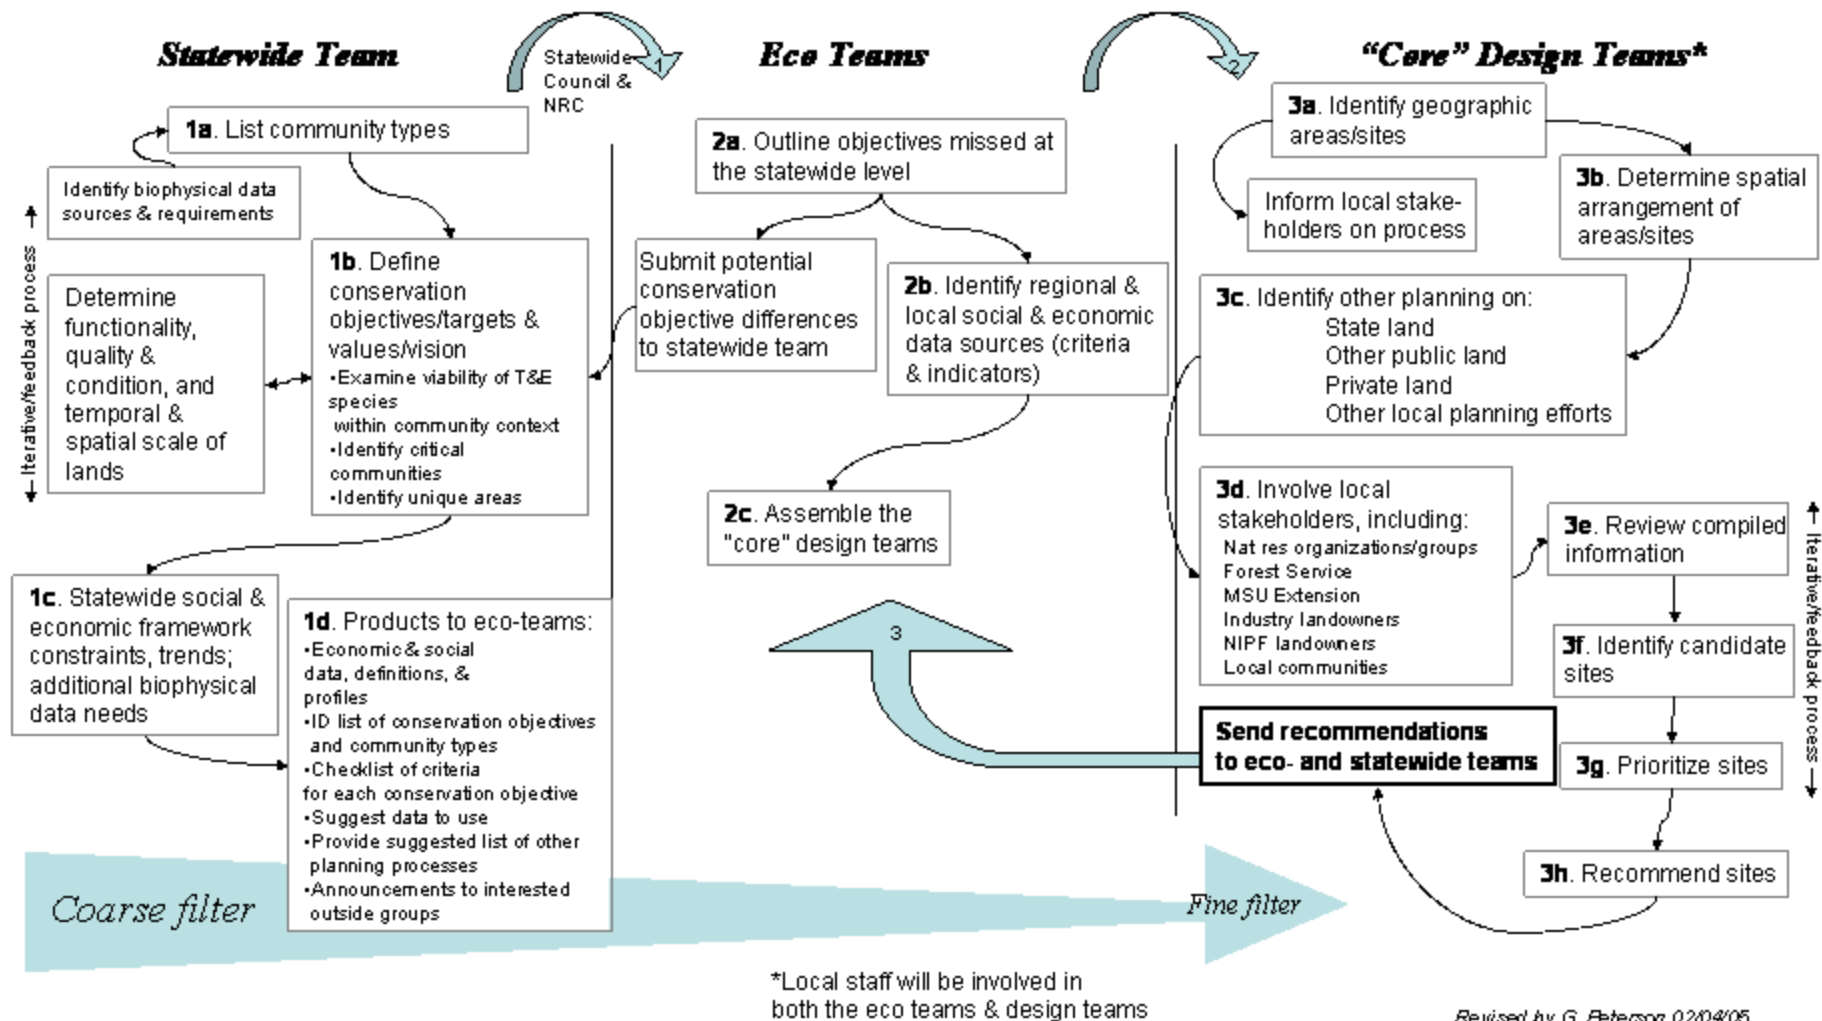 Statewide Team
Statewide
Council &
NRC
1
Eco Teams
2
“Core” Design Teams*
1a. List community types
Identify biophysical data
sources & requirements
Iterative/feedback process
Determine
functionality,
quality &
condition, and
temporal &
spatial scale of
lands
1b. Define
conservation
objectives/targets &
values/vision
•Examine viability of T&E
species
within community context
•Identify critical
communities
•Identify unique areas
1c. Statewide social &
economic framework
constraints, trends;
additional biophysical
data needs
1d. Products to eco-teams:
•Economic & social
data, definitions, &
profiles
•ID list of conservation objectives
and community types
•Checklist of criteria
for each conservation objective
•Suggest data to use
•Provide suggested list of other
planning processes
•Announcements to interested
outside groups
2a. Outline objectives missed at
the statewide level
Submit potential
conservation
objective differences
to statewide team
2b. Identify regional &
local social & economic
data sources (criteria
& indicators)
2c. Assemble the
"core" design teams
3
3a. Identify geographic
areas/sites
Inform local stake-
holders on process
3b. Determine spatial
arrangement of
areas/sites
3c. Identify other planning on:
State land
Other public land
Private land
Other local planning efforts
3d. Involve local
stakeholders, including:
Nat res organizations/groups
Forest Service
MSU Extension
Industry landowners
NIPF landowners
Local communities
3e. Review compiled
information
3f. Identify candidate
sites
3g. Prioritize sites
3h. Recommend sites
Iterative/feedback process
Send recommendations
to eco- and statewide teams
Coarse filter
Fine filter
*Local staff will be involved in
both the eco teams & design teams
Revised by G. Peterson 02/04/05